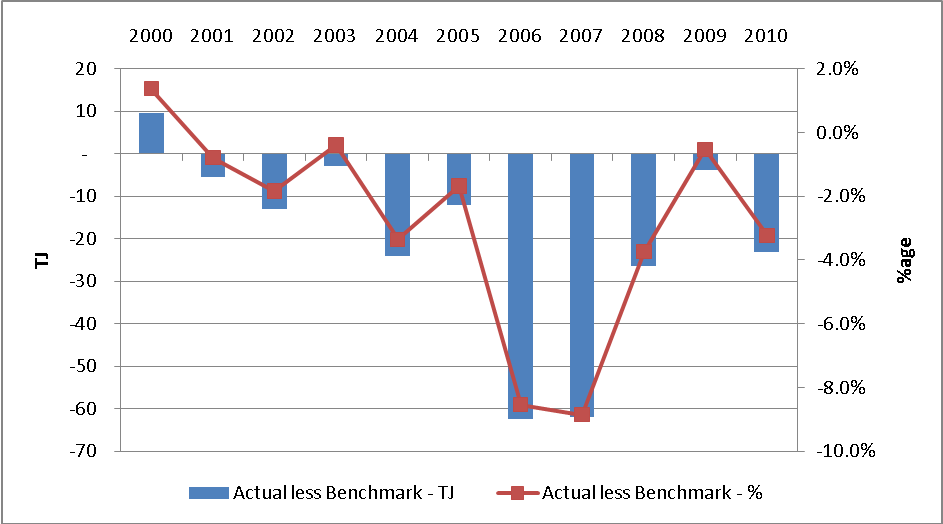 2000 2001 2002 2003 2004 2005 2006 2007 2008 2009 2010
20 2.0%
10 0.0%
- -2.0%
-10 -4.0%
-20 -6.0%
-30 -8.0%
-40 -10.0%
-50
-60
-70
TJ
%age
Actual less Benchmark - TJ Actual less Benchmark - %